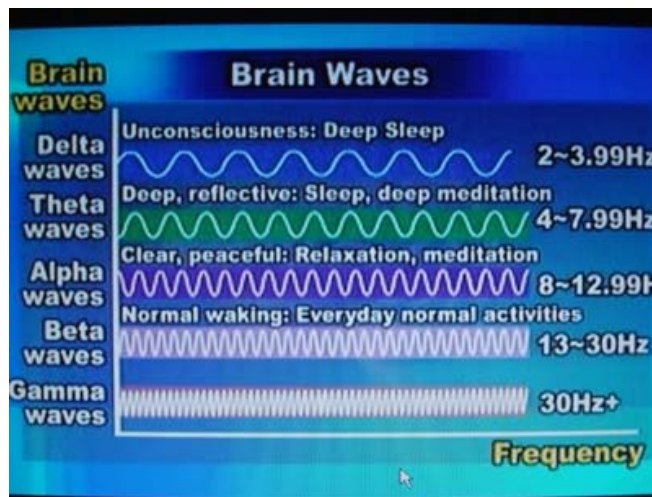 Brain Waves
Brain
waves
Unconsciousness: Deep Sleep
Delta
waves
2~3.99Hz
Deep, reflective: Sleep, deep meditation
Theta
waves
4~7.99Hz
Clear, peaceful: Relaxation, meditation
Alpha
waves
8~12.99H
Normal waking: Everyday normal activities
Beta
waves
13~30Hz
Gamma
waves
30Hz+
Frequency